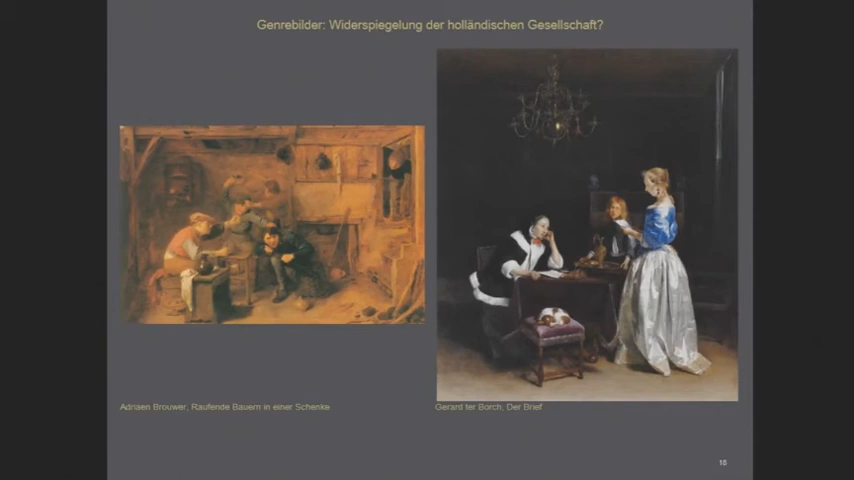 Genrebilder: Widerspiegelung der holländischen Gesellschaft?
Adriaen Brouwer, Raufende Bauern in einer Schenke
Gerard ter Borch, Der Brief
18